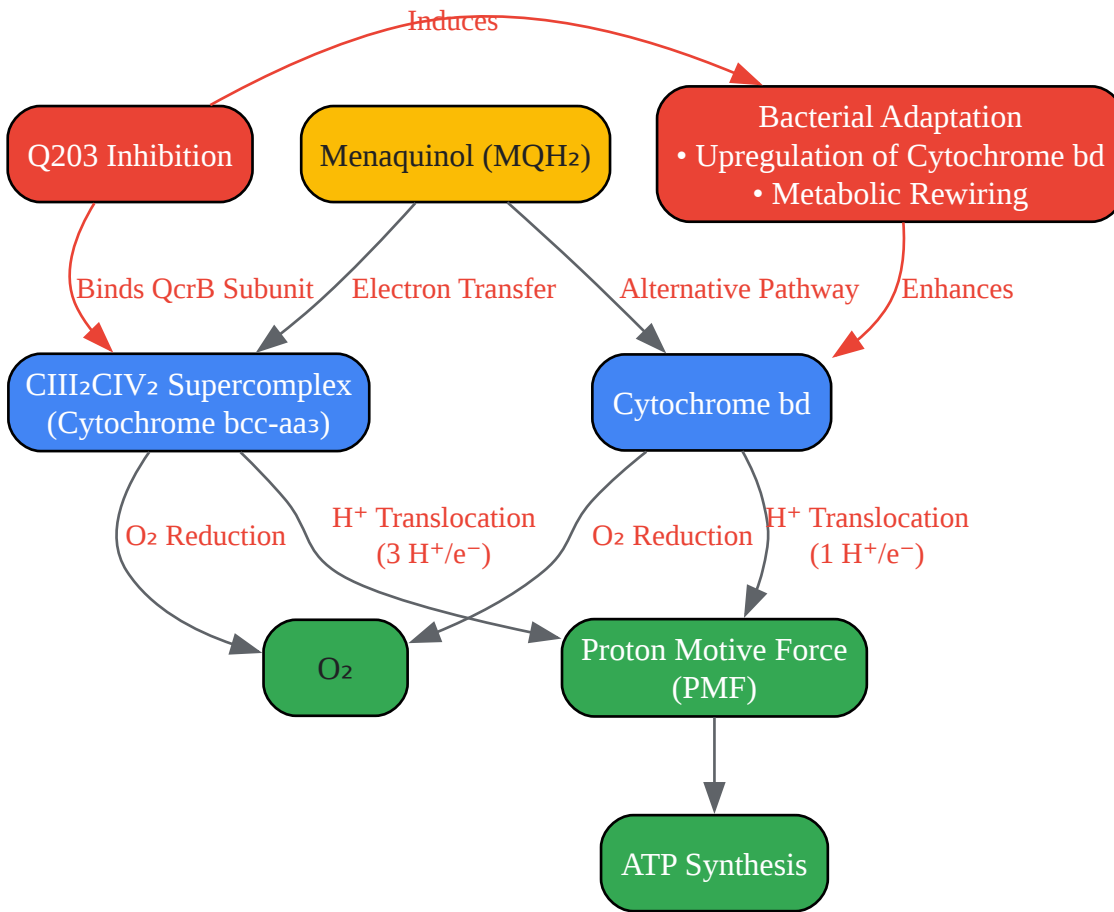 Induces
Q203 Inhibition
Menaquinol (MQH₂)
Bacterial Adaptation
• Upregulation of Cytochrome bd
• Metabolic Rewiring
Binds QcrB Subunit
Electron Transfer
Alternative Pathway
Enhances
CIII₂CIV₂ Supercomplex
(Cytochrome bcc-aa₃)
Cytochrome bd
O₂ Reduction
H⁺ Translocation
(3 H⁺/e⁻)
O₂ Reduction
H⁺ Translocation
(1 H⁺/e⁻)
O₂
Proton Motive Force
(PMF)
ATP Synthesis